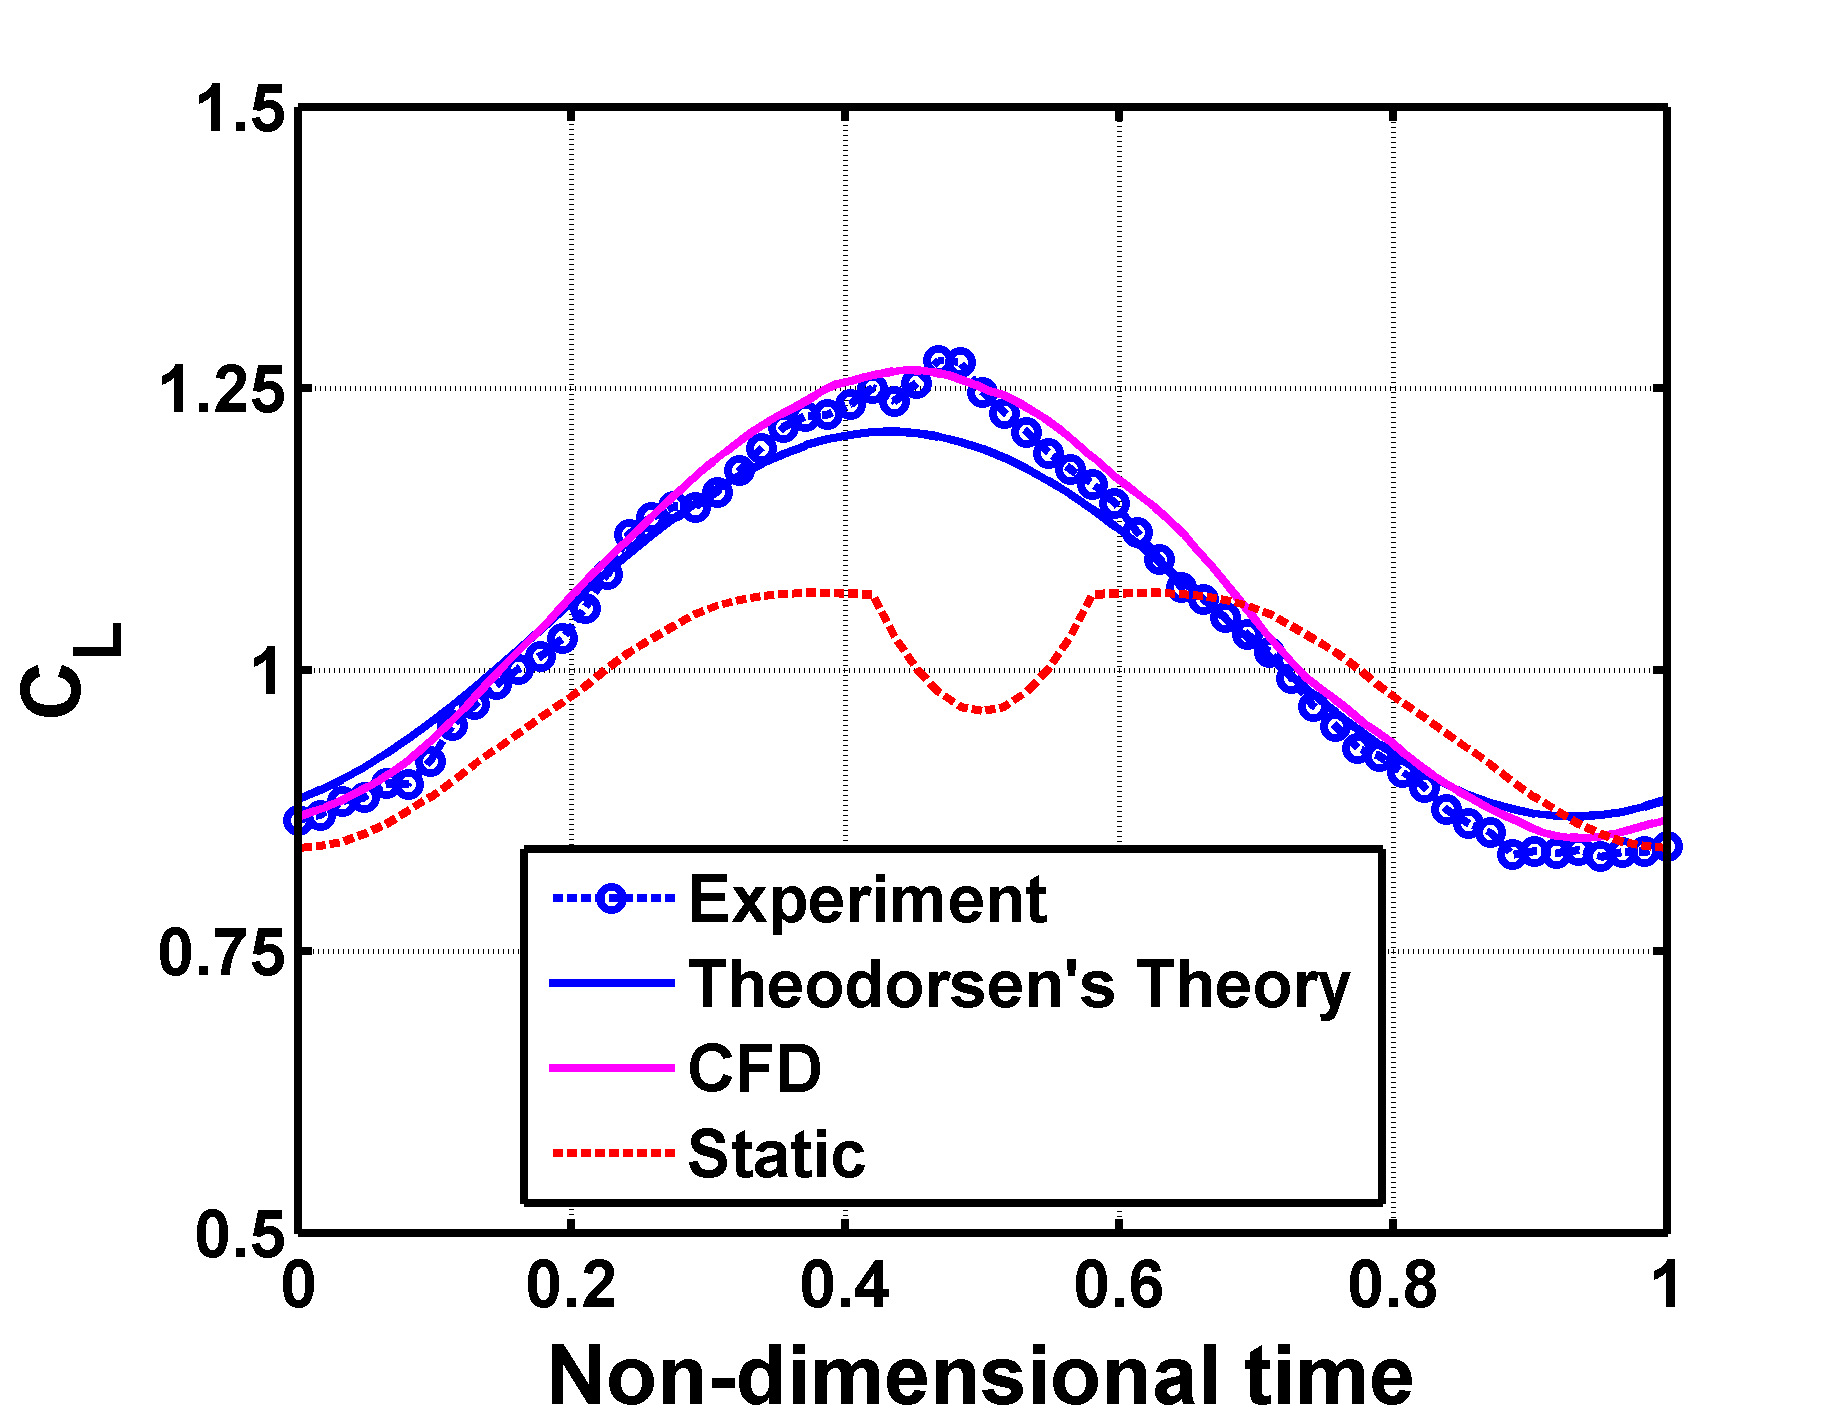 1.5
1.25
1
0.75
0.5
C_L
0 0.2 0.4 0.6 0.8 1
Non-dimensional time
Experiment
Theodorsen's Theory
CFD
Static